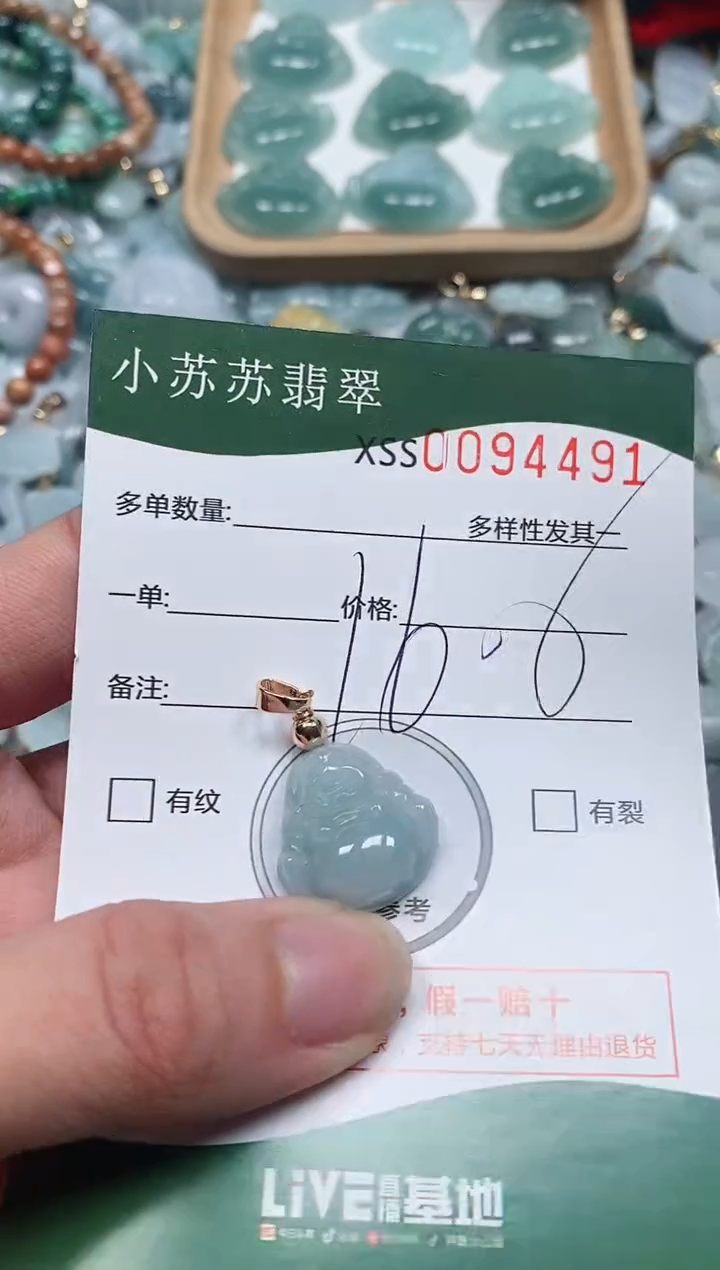 小苏苏翡翠
XSS0094491
多单数量: 多样性发其一
一单: 价格:
备注:
有纹 有裂
参考
假一赔十
支持七天无理由退货
LiVE直播基地